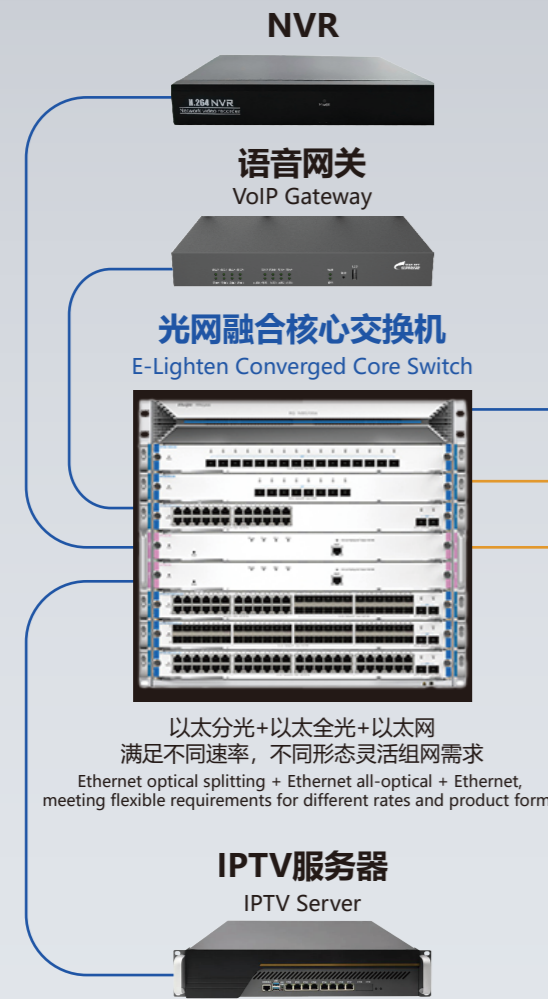 NVR
H.264 NVR
Network video recorder
语音网关
VoIP Gateway
光网融合核心交换机
E-Lighten Converged Core Switch
以太分光+以太全光+以太网
满足不同速率，不同形态灵活组网需求
Ethernet optical splitting + Ethernet all-optical + Ethernet,
meeting flexible requirements for different rates and product form
IPTV服务器
IPTV Server